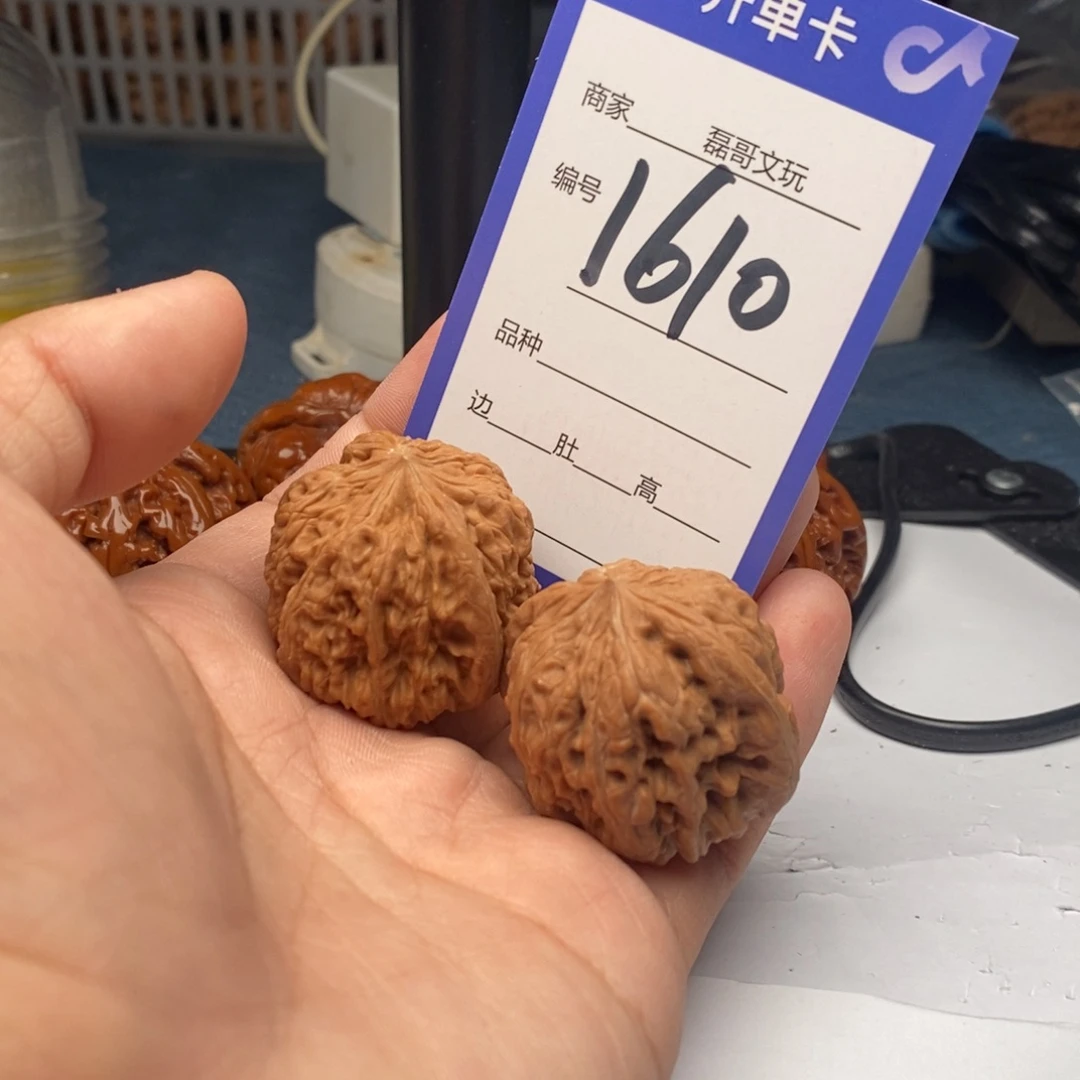 开单卡
商家 磊哥文玩
编号 1610
品种
边 肚 高